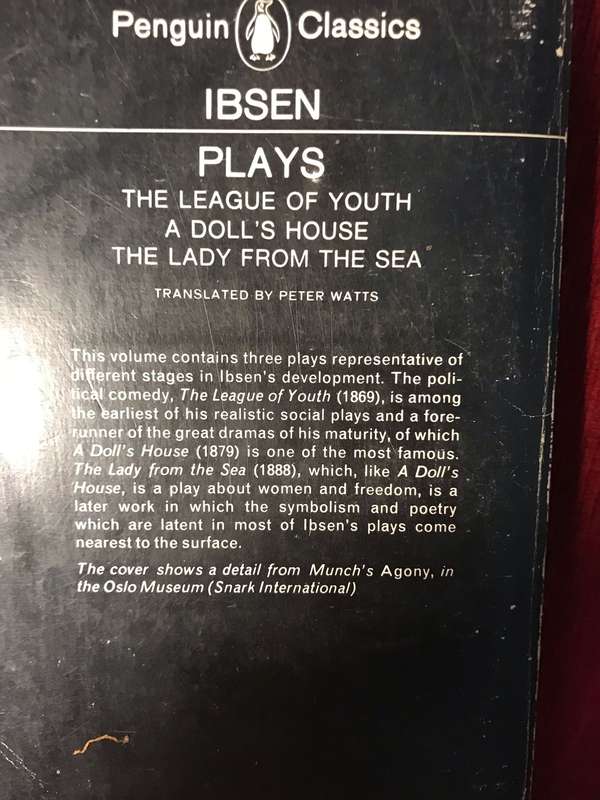 Penguin Classics
IBSEN
PLAYS
THE LEAGUE OF YOUTH
A DOLL'S HOUSE
THE LADY FROM THE SEA
TRANSLATED BY PETER WATTS
This volume contains three plays representative of
different stages in Ibsen's development. The poli-
tical comedy, The League of Youth (1869), is among
the earliest of his realistic social plays and a fore-
runner of the great dramas of his maturity, of which
A Doll's House (1879) is one of the most famous.
The Lady from the Sea (1888), which, like A Doll's
House, is a play about women and freedom, is a
later work in which the symbolism and poetry
which are latent in most of Ibsen's plays come
nearest to the surface.
The cover shows a detail from Munch's Agony, in
the Oslo Museum (Snark International)